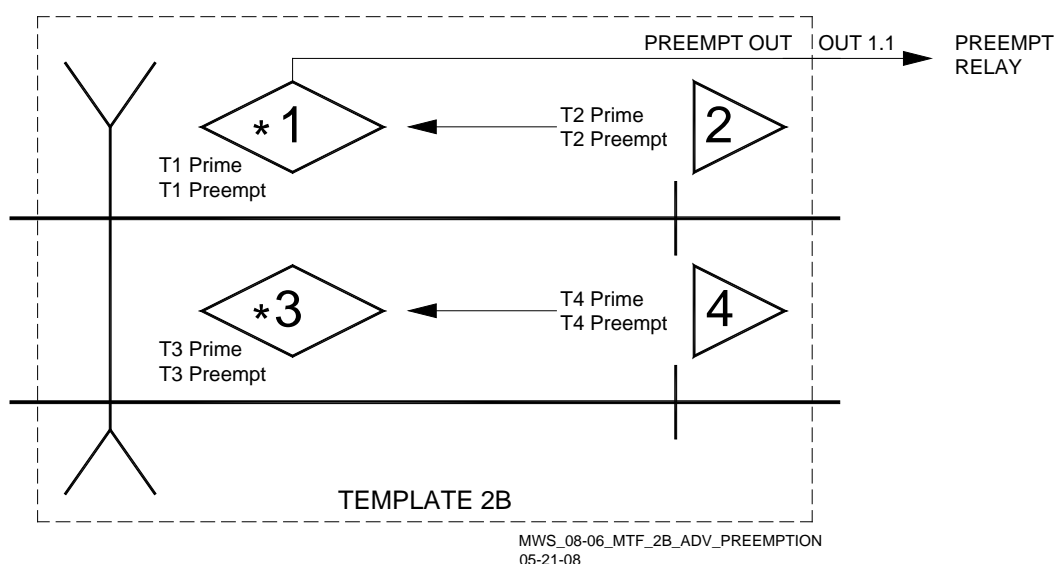 PREEMPT OUT OUT 1.1 PREEMPT
RELAY
*1
T2 Prime
T2 Preempt
2
T1 Prime
T1 Preempt
*3
T4 Prime
T4 Preempt
4
T3 Prime
T3 Preempt
TEMPLATE 2B
MWS_08-06_MTF_2B_ADV_PREEMPTION
05-21-08